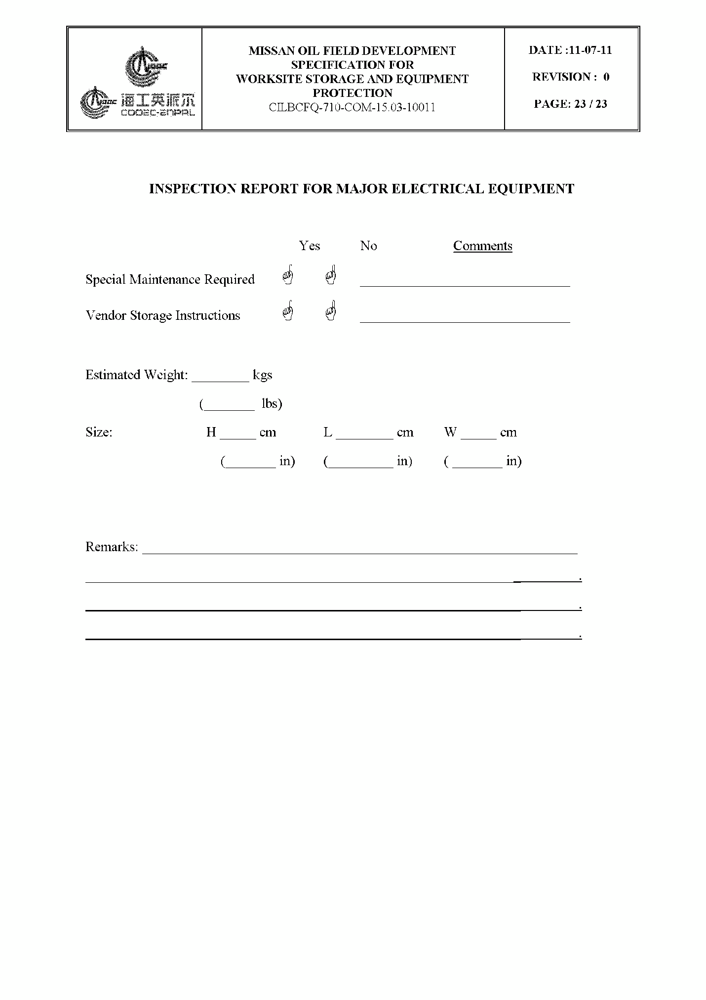 海工英派尔
COOEC-ENPAL
MISSAN OIL FIELD DEVELOPMENT
SPECIFICATION FOR
WORKSITE STORAGE AND EQUIPMENT
PROTECTION
CILBCFQ-710-COM-15.03-10011
DATE :11-07-11
REVISION : 0
PAGE: 23 / 23
INSPECTION REPORT FOR MAJOR ELECTRICAL EQUIPMENT
Yes No Comments
Special Maintenance Required ☝ ☝ ______________________________
Vendor Storage Instructions ☝ ☝ ______________________________
Estimated Weight: ________ kgs
(_______ lbs)
Size: H _____ cm L ________ cm W _____ cm
(_______ in) (_________ in) ( _______ in)
Remarks: ____________________________________________________________
______________________________________________________________________.
______________________________________________________________________.
______________________________________________________________________.